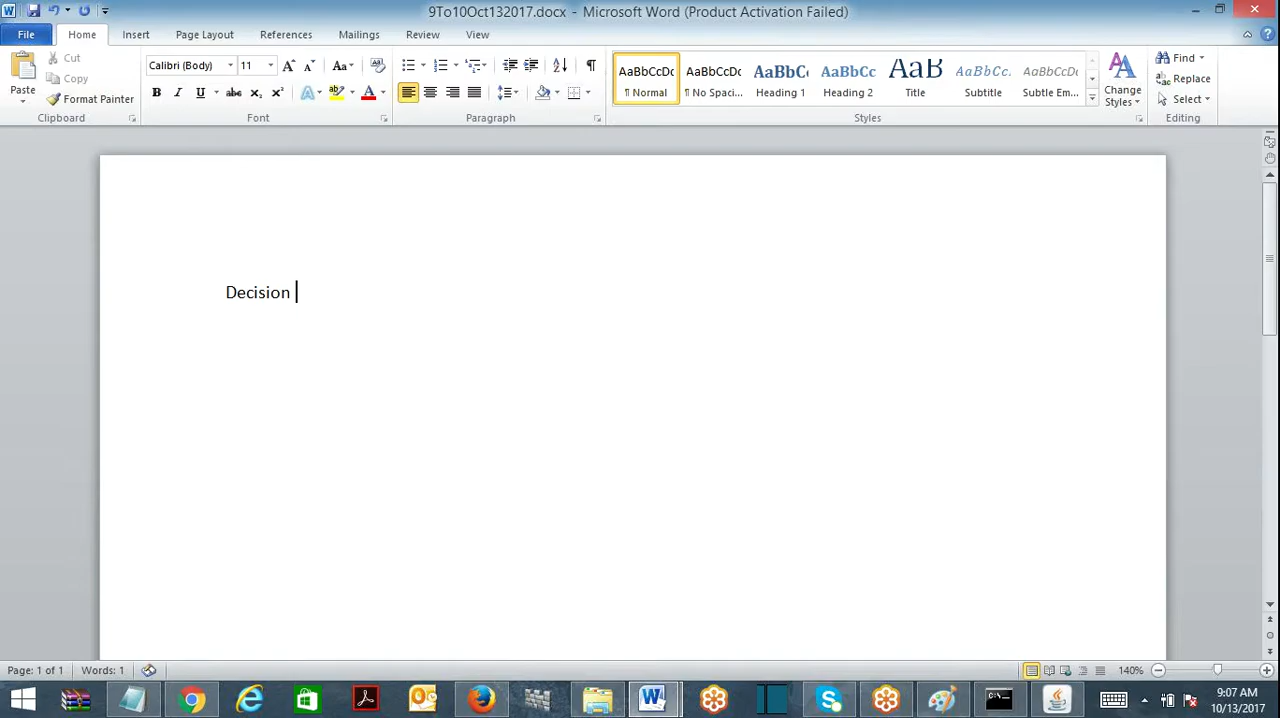 9To10Oct132017.docx - Microsoft Word (Product Activation Failed)
File Home Insert Page Layout References Mailings Review View
Paste
Cut
Copy
Format Painter
Clipboard
Calibri (Body) 11
Font
Paragraph
AaBbCcDc AaBbCcDc AaBbC AaBbCc AaB AaBbCc. AaBbCcDc
¶ Normal ¶ No Spaci... Heading 1 Heading 2 Title Subtitle Subtle Em...
Change
Styles
Styles
Find
Replace
Select
Editing
Decision
Page: 1 of 1 Words: 1 140%
9:07 AM
10/13/2017